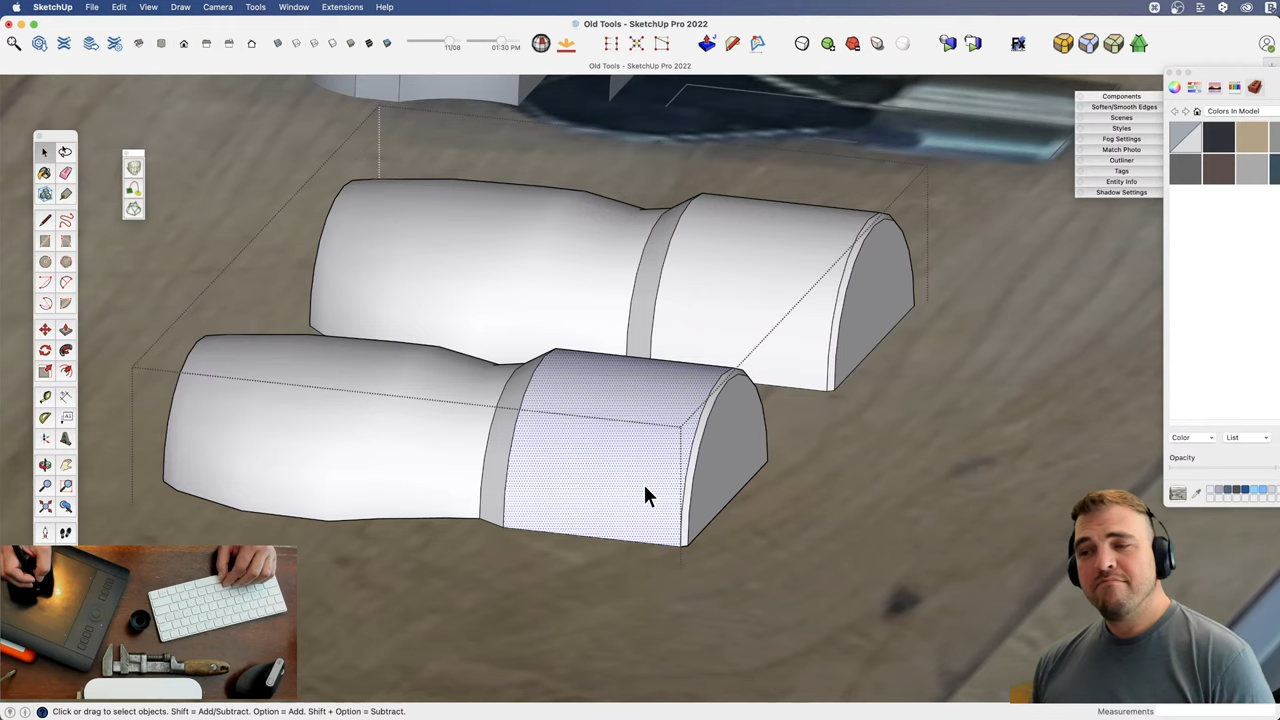 SketchUp File Edit View Draw Camera Tools Window Extensions Help
Old Tools - SketchUp Pro 2022
11/08 01:30 PM
Old Tools - SketchUp Pro 2022
Components
Soften/Smooth Edges
Scenes
Styles
Fog Settings
Match Photo
Outliner
Tags
Entity Info
Shadow Settings
Colors In Model
Color List
Opacity
Click or drag to select objects. Shift = Add/Subtract. Option = Add. Shift + Option = Subtract.
Measurements